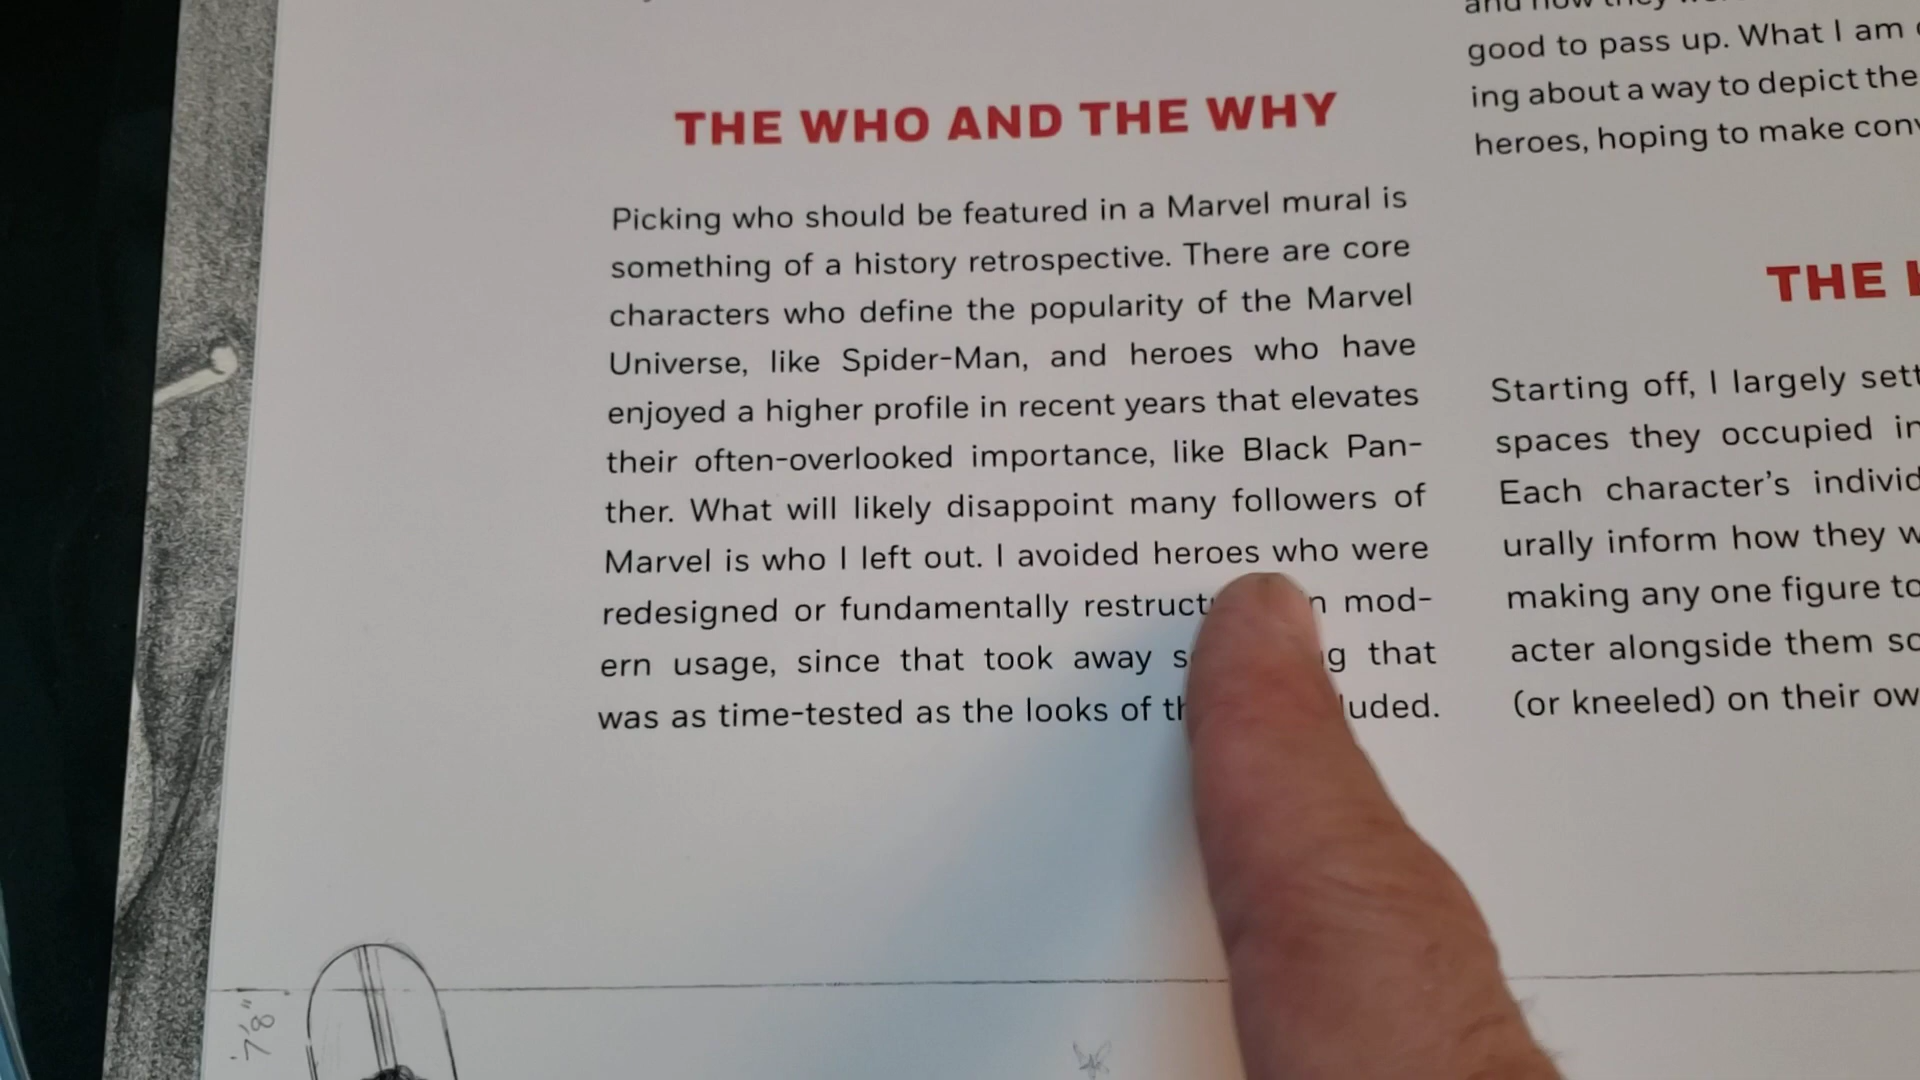 THE WHO AND THE WHY
Picking who should be featured in a Marvel mural is
something of a history retrospective. There are core
characters who define the popularity of the Marvel
Universe, like Spider-Man, and heroes who have
enjoyed a higher profile in recent years that elevates
their often-overlooked importance, like Black Pan-
ther. What will likely disappoint many followers of
Marvel is who I left out. I avoided heroes who were
redesigned or fundamentally mod-
ern usage, since that took away that
was as time-tested as the looks of
good to pass up. What I am
ing about a way to depict the
heroes, hoping to make
THE
Starting off, I largely
spaces they occupied
Each character's
urally inform how they
making any one figure to
acter alongside them
(or kneeled) on their
7'8"